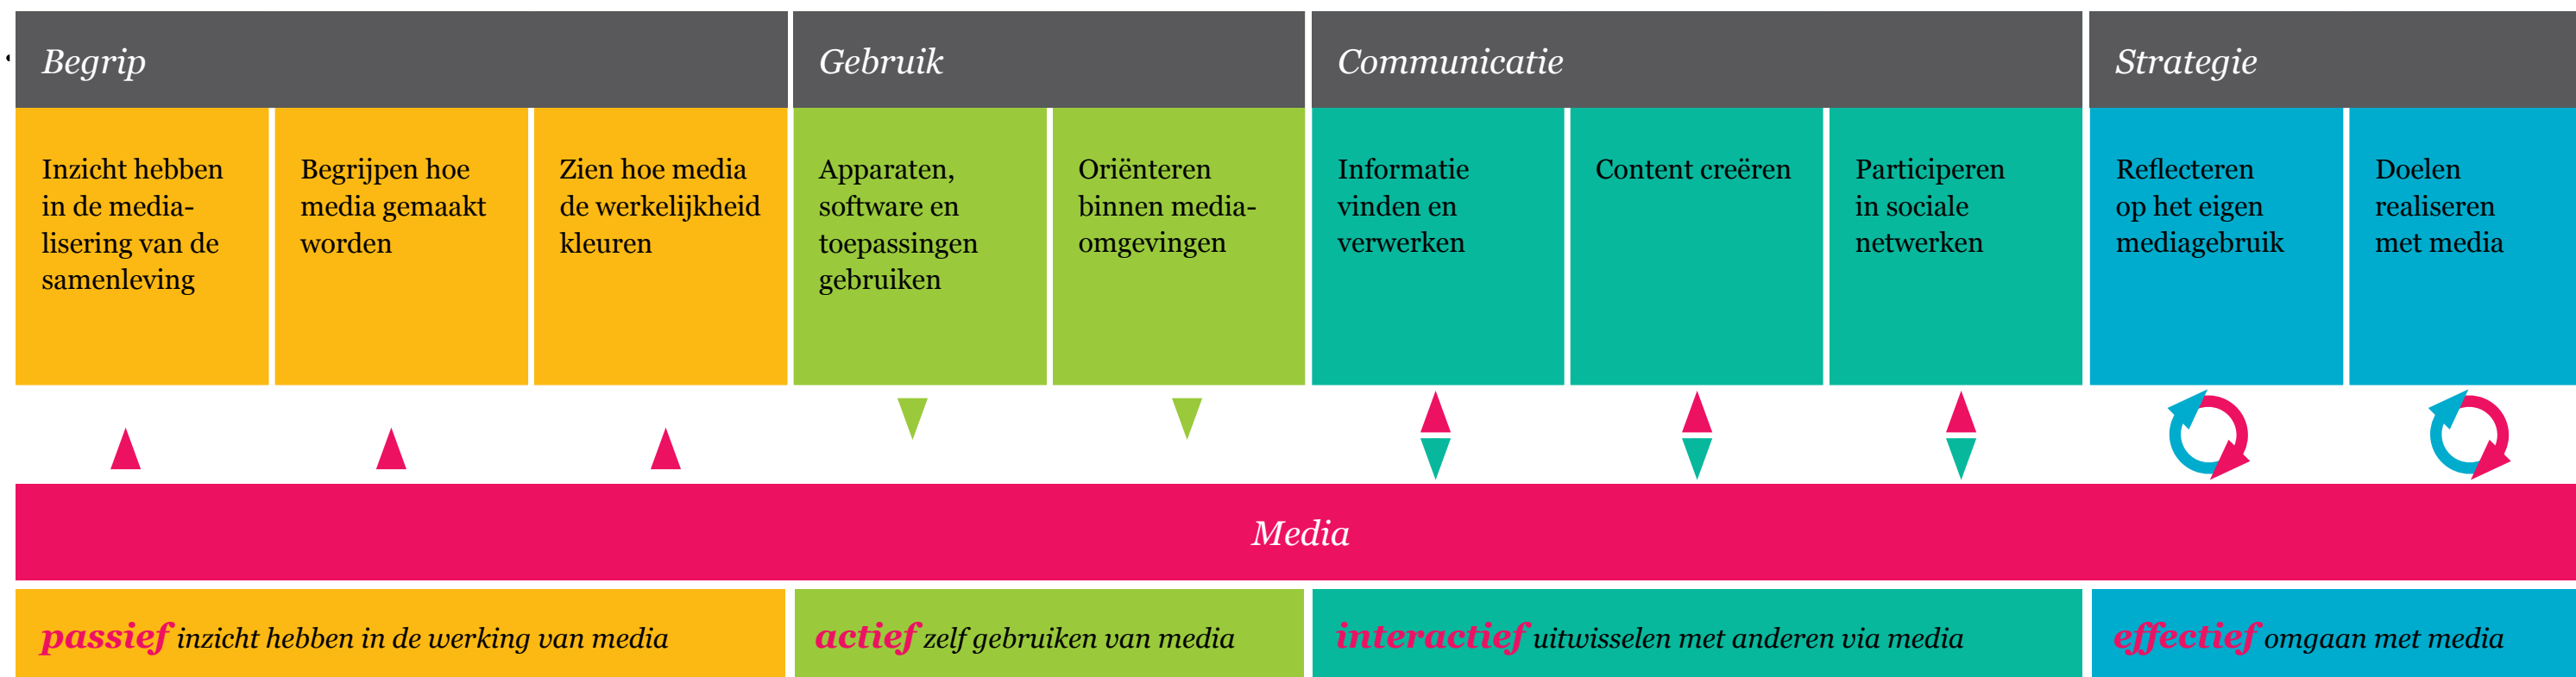 Begrip
Gebruik
Communicatie
Strategie
Inzicht hebben
in de media-
lisering van de
samenleving
Begrijpen hoe
media gemaakt
worden
Zien hoe media
de werkelijkheid
kleuren
Apparaten,
software en
toepassingen
gebruiken
Oriënteren
binnen media-
omgevingen
Informatie
vinden en
verwerken
Content creëren
Participeren
in sociale
netwerken
Reflecteren
op het eigen
mediagebruik
Doelen
realiseren
met media
Media
passief inzicht hebben in de werking van media
actief zelf gebruiken van media
interactief uitwisselen met anderen via media
effectief omgaan met media